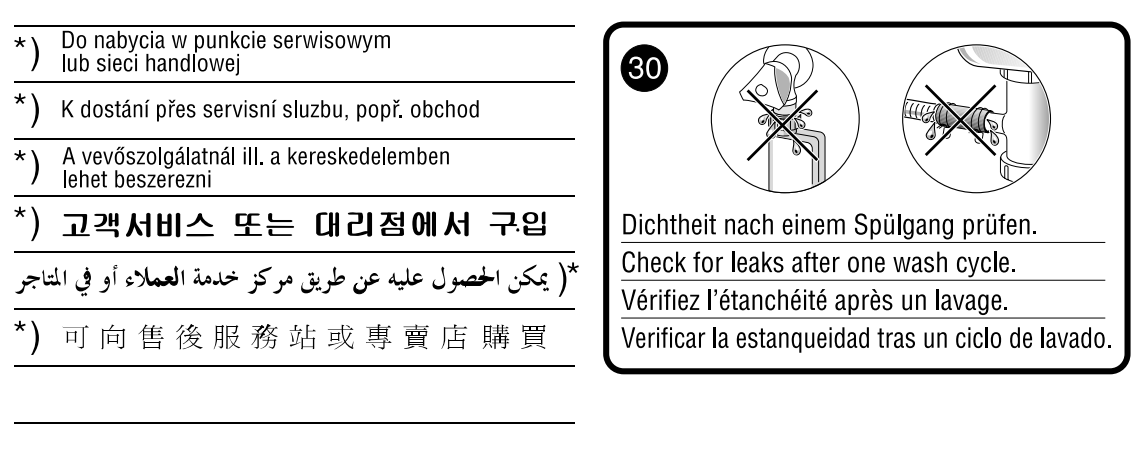 *) Do nabycia w punkcie serwisowym
lub sieci handlowej
*) K dostání přes servisní sluzbu, popř. obchod
*) A vevőszolgálatnál ill. a kereskedelemben
lehet beszerezni
*) 고객서비스 또는 대리점에서 구입
*) يمكن الحصول عليه عن طريق مركز خدمة العملاء أو في المتاجر
*) 可向售後服務站或專賣店購買
30
Dichtheit nach einem Spülgang prüfen.
Check for leaks after one wash cycle.
Vérifiez l'étanchéité après un lavage.
Verificar la estanqueidad tras un ciclo de lavado.